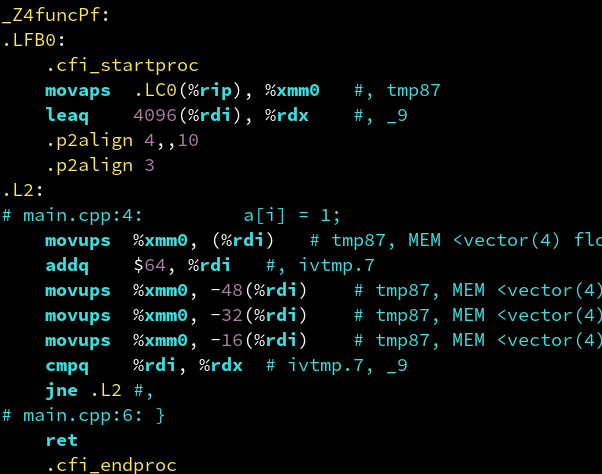 _Z4funcPf:
.LFB0:
    .cfi_startproc
    movaps  .LC0(%rip), %xmm0   #, tmp87
    leaq    4096(%rdi), %rdx    #, _9
    .p2align 4,,10
    .p2align 3
.L2:
# main.cpp:4:         a[i] = 1;
    movups  %xmm0, (%rdi)   # tmp87, MEM <vector(4) flo
    addq    $64, %rdi   #, ivtmp.7
    movups  %xmm0, -48(%rdi)    # tmp87, MEM <vector(4)
    movups  %xmm0, -32(%rdi)    # tmp87, MEM <vector(4)
    movups  %xmm0, -16(%rdi)    # tmp87, MEM <vector(4)
    cmpq    %rdi, %rdx  # ivtmp.7, _9
    jne .L2 #,
# main.cpp:6: }
    ret
    .cfi_endproc